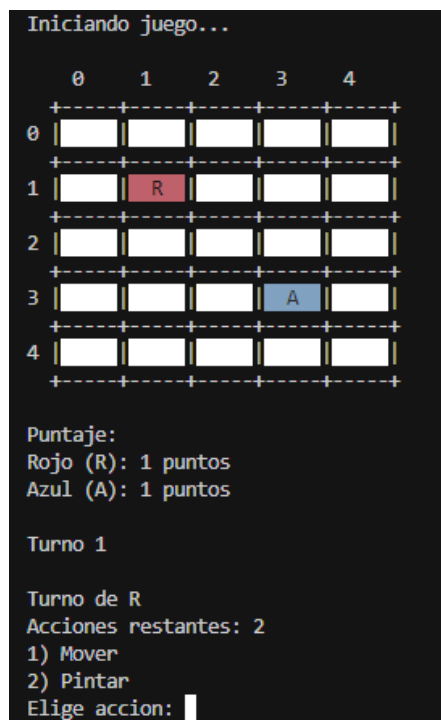 Iniciando juego...
0 1 2 3 4
+-----+-----+-----+-----+-----+
0 | | | | | |
+-----+-----+-----+-----+-----+
1 | | R | | | |
+-----+-----+-----+-----+-----+
2 | | | | | |
+-----+-----+-----+-----+-----+
3 | | | | A | |
+-----+-----+-----+-----+-----+
4 | | | | | |
+-----+-----+-----+-----+-----+
Puntaje:
Rojo (R): 1 puntos
Azul (A): 1 puntos
Turno 1
Turno de R
Acciones restantes: 2
1) Mover
2) Pintar
Elige accion: